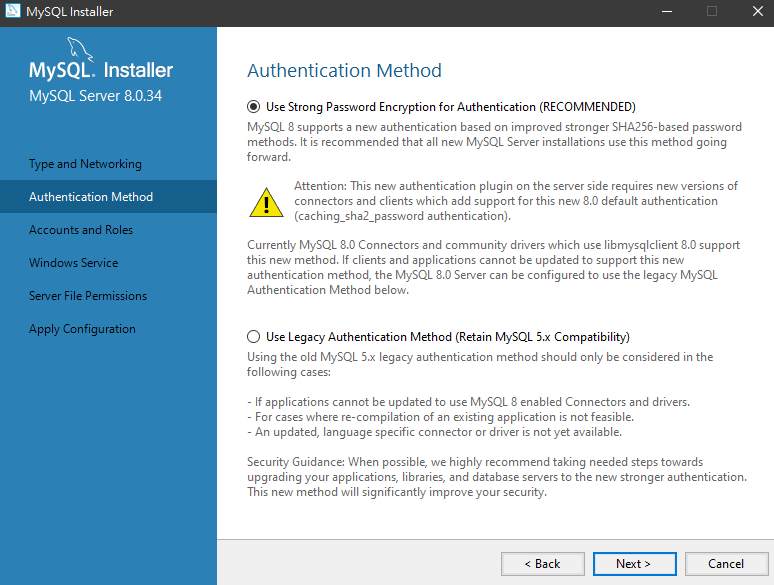 MySQL Installer
MySQL. Installer
MySQL Server 8.0.34
Type and Networking
Authentication Method
Accounts and Roles
Windows Service
Server File Permissions
Apply Configuration
Authentication Method
Use Strong Password Encryption for Authentication (RECOMMENDED)
MySQL 8 supports a new authentication based on improved stronger SHA256-based password
methods. It is recommended that all new MySQL Server installations use this method going
forward.
Attention: This new authentication plugin on the server side requires new versions of
connectors and clients which add support for this new 8.0 default authentication
(caching_sha2_password authentication).
Currently MySQL 8.0 Connectors and community drivers which use libmysqlclient 8.0 support
this new method. If clients and applications cannot be updated to support this new
authentication method, the MySQL 8.0 Server can be configured to use the legacy MySQL
Authentication Method below.
Use Legacy Authentication Method (Retain MySQL 5.x Compatibility)
Using the old MySQL 5.x legacy authentication method should only be considered in the
following cases:
- If applications cannot be updated to use MySQL 8 enabled Connectors and drivers.
- For cases where re-compilation of an existing application is not feasible.
- An updated, language specific connector or driver is not yet available.
Security Guidance: When possible, we highly recommend taking needed steps towards
upgrading your applications, libraries, and database servers to the new stronger authentication.
This new method will significantly improve your security.
< Back
Next >
Cancel